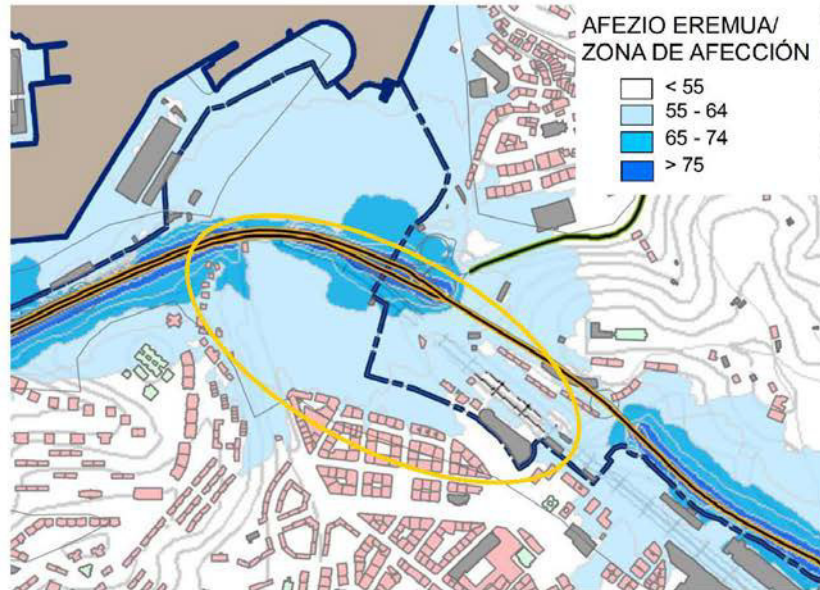 AFEZIO EREMUA/
ZONA DE AFECCIÓN
< 55
55 - 64
65 - 74
> 75